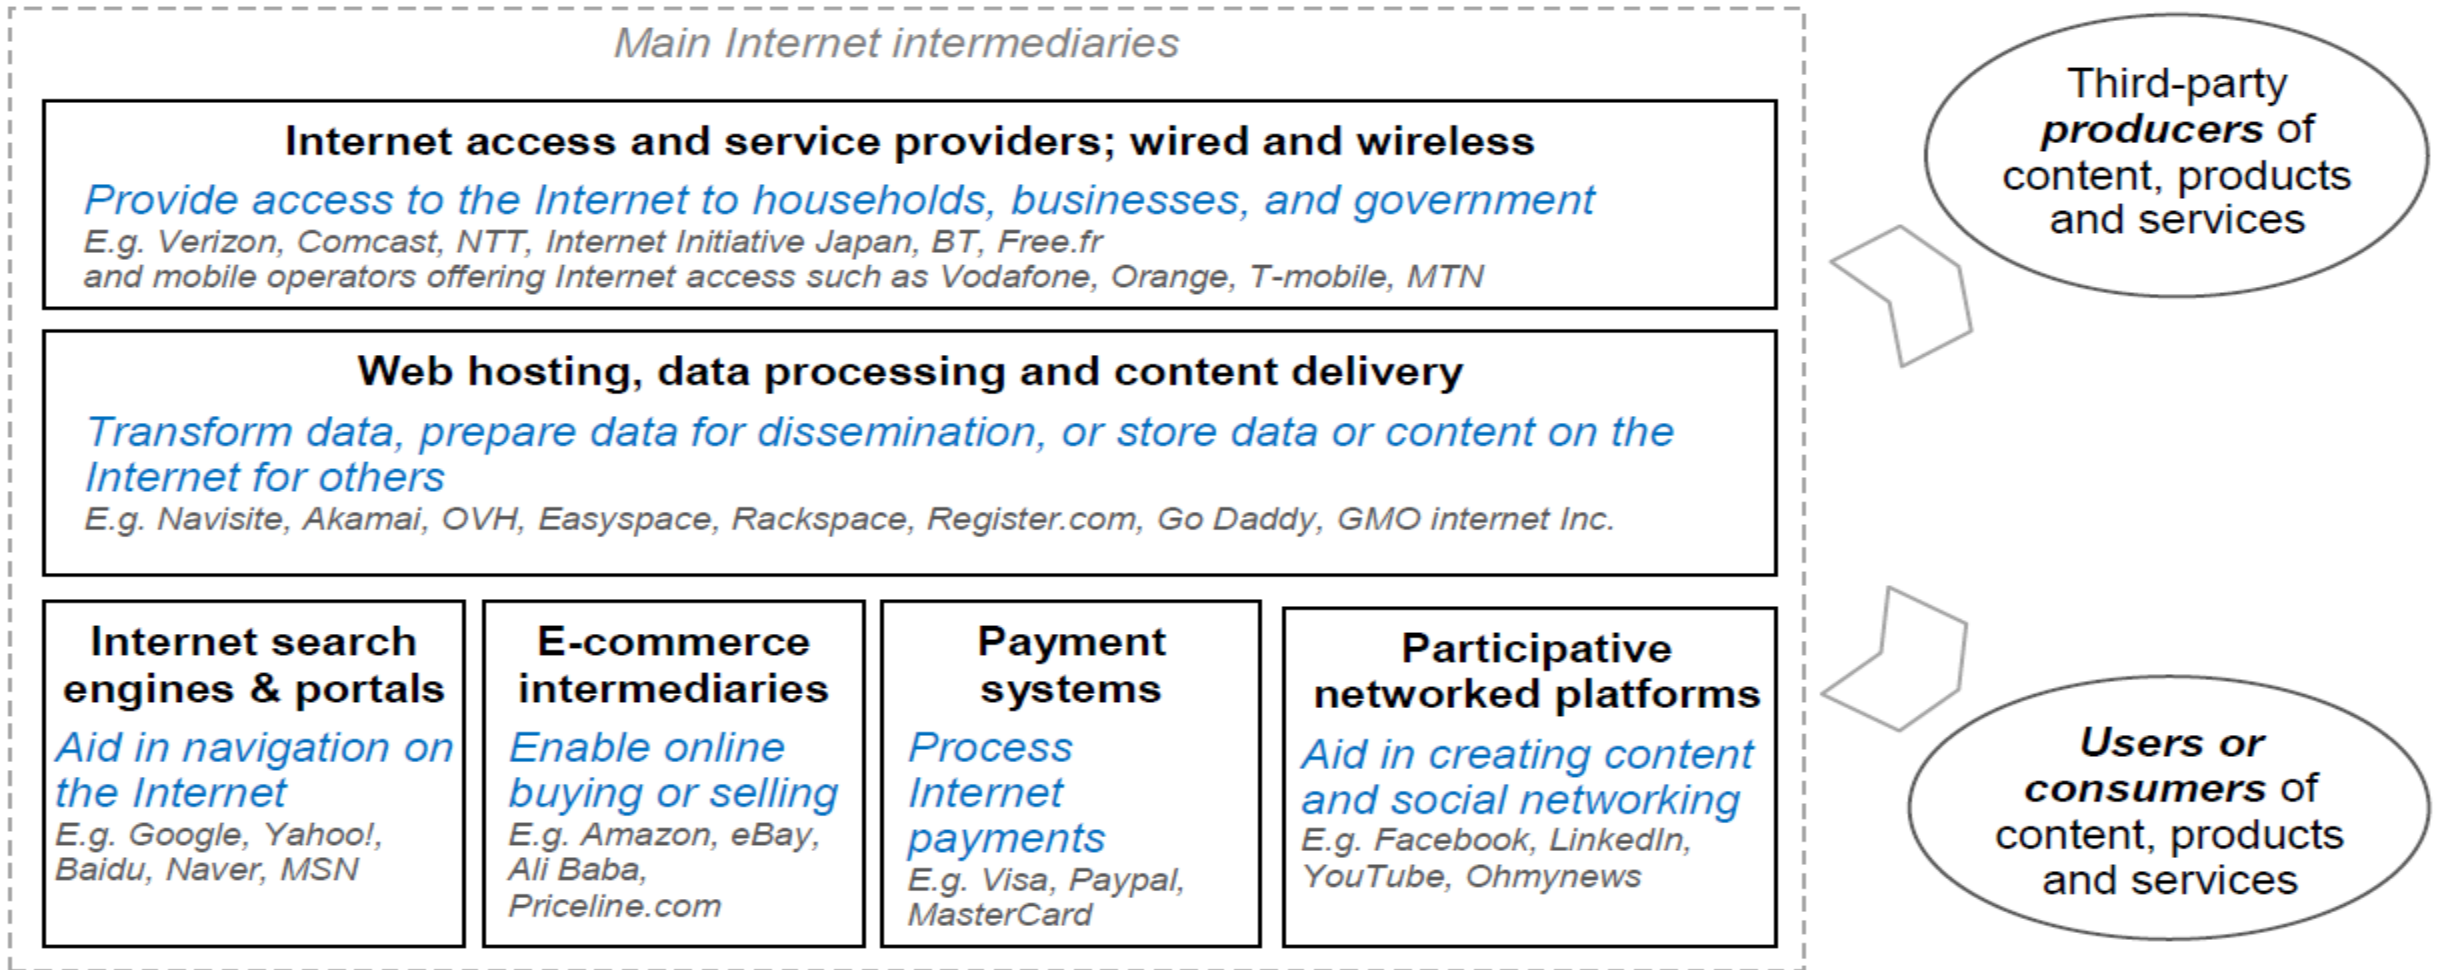 Main Internet intermediaries
Internet access and service providers; wired and wireless
Provide access to the Internet to households, businesses, and government
E.g. Verizon, Comcast, NTT, Internet Initiative Japan, BT, Free.fr
and mobile operators offering Internet access such as Vodafone, Orange, T-mobile, MTN
Web hosting, data processing and content delivery
Transform data, prepare data for dissemination, or store data or content on the
Internet for others
E.g. Navisite, Akamai, OVH, Easyspace, Rackspace, Register.com, Go Daddy, GMO internet Inc.
Internet search
engines & portals
Aid in navigation on
the Internet
E.g. Google, Yahoo!,
Baidu, Naver, MSN
E-commerce
intermediaries
Enable online
buying or selling
E.g. Amazon, eBay,
Ali Baba,
Priceline.com
Payment
systems
Process
Internet
payments
E.g. Visa, Paypal,
MasterCard
Participative
networked platforms
Aid in creating content
and social networking
E.g. Facebook, LinkedIn,
YouTube, Ohmynews
Third-party
producers of
content, products
and services
Users or
consumers of
content, products
and services